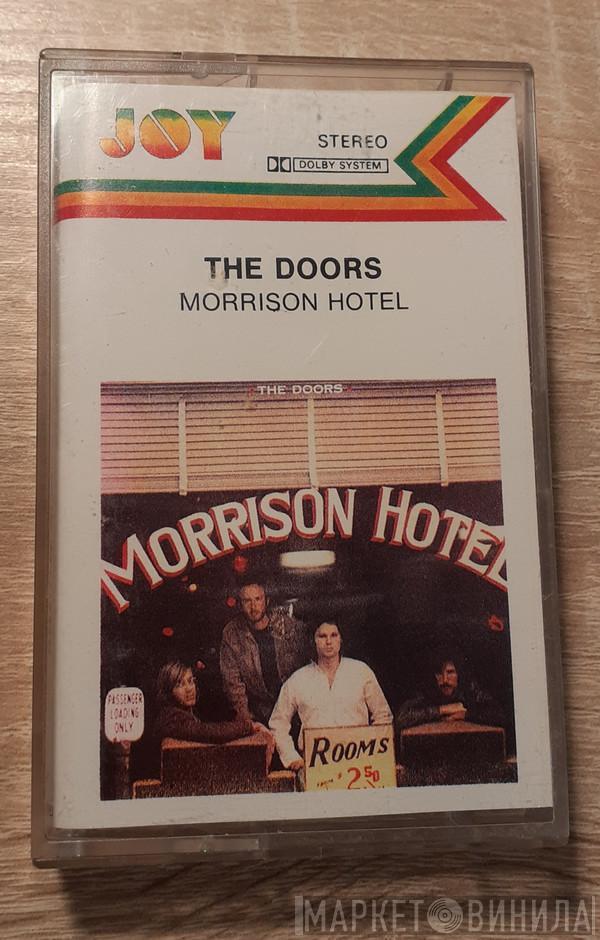 JOY
STEREO
DOLBY SYSTEM
THE DOORS
MORRISON HOTEL
THE DOORS
MORRISON HOTEL
PASSENGER
LOADING
ONLY
ROOMS
FROM $2.50
МАРКЕТ ВИНИЛА